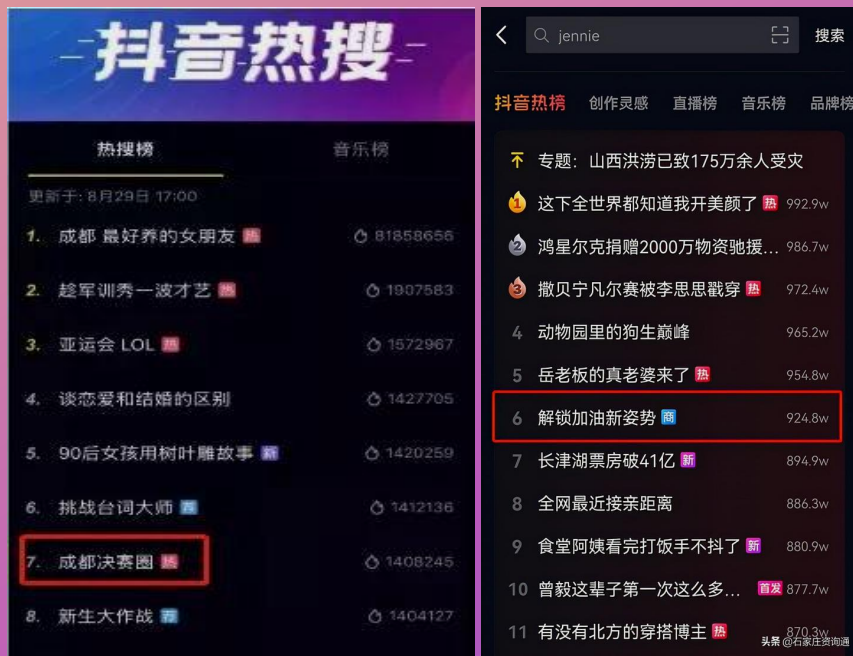 抖音热搜
热搜榜
音乐榜
更新于: 8月29日 17:00
1. 成都 最好养的女朋友 热 81858656
2. 趁军训秀一波才艺 热 1907583
3. 亚运会 LOL 热 1572967
4. 谈恋爱和结婚的区别 1427705
5. 90后女孩用树叶雕故事 新 1420259
6. 挑战台词大师 荐 1412136
7. 成都决赛圈 热 1408245
8. 新生大作战 荐 1404127
jennie
搜索
抖音热榜 创作灵感 直播榜 音乐榜 品牌榜
专题：山西洪涝已致175万余人受灾
1 这下全世界都知道我开美颜了 热 992.9w
2 鸿星尔克捐赠2000万物资驰援... 986.7w
3 撒贝宁凡尔赛被李思思戳穿 热 972.4w
4 动物园里的狗生巅峰 965.2w
5 岳老板的真老婆来了 热 954.8w
6 解锁加油新姿势 商 924.8w
7 长津湖票房破41亿 新 894.9w
8 全网最近接亲距离 886.3w
9 食堂阿姨看完打饭手不抖了 新 880.9w
10 曾毅这辈子第一次这么多... 首发 877.7w
11 有没有北方的穿搭博主 热 870.3w
头条 @石家庄资讯通